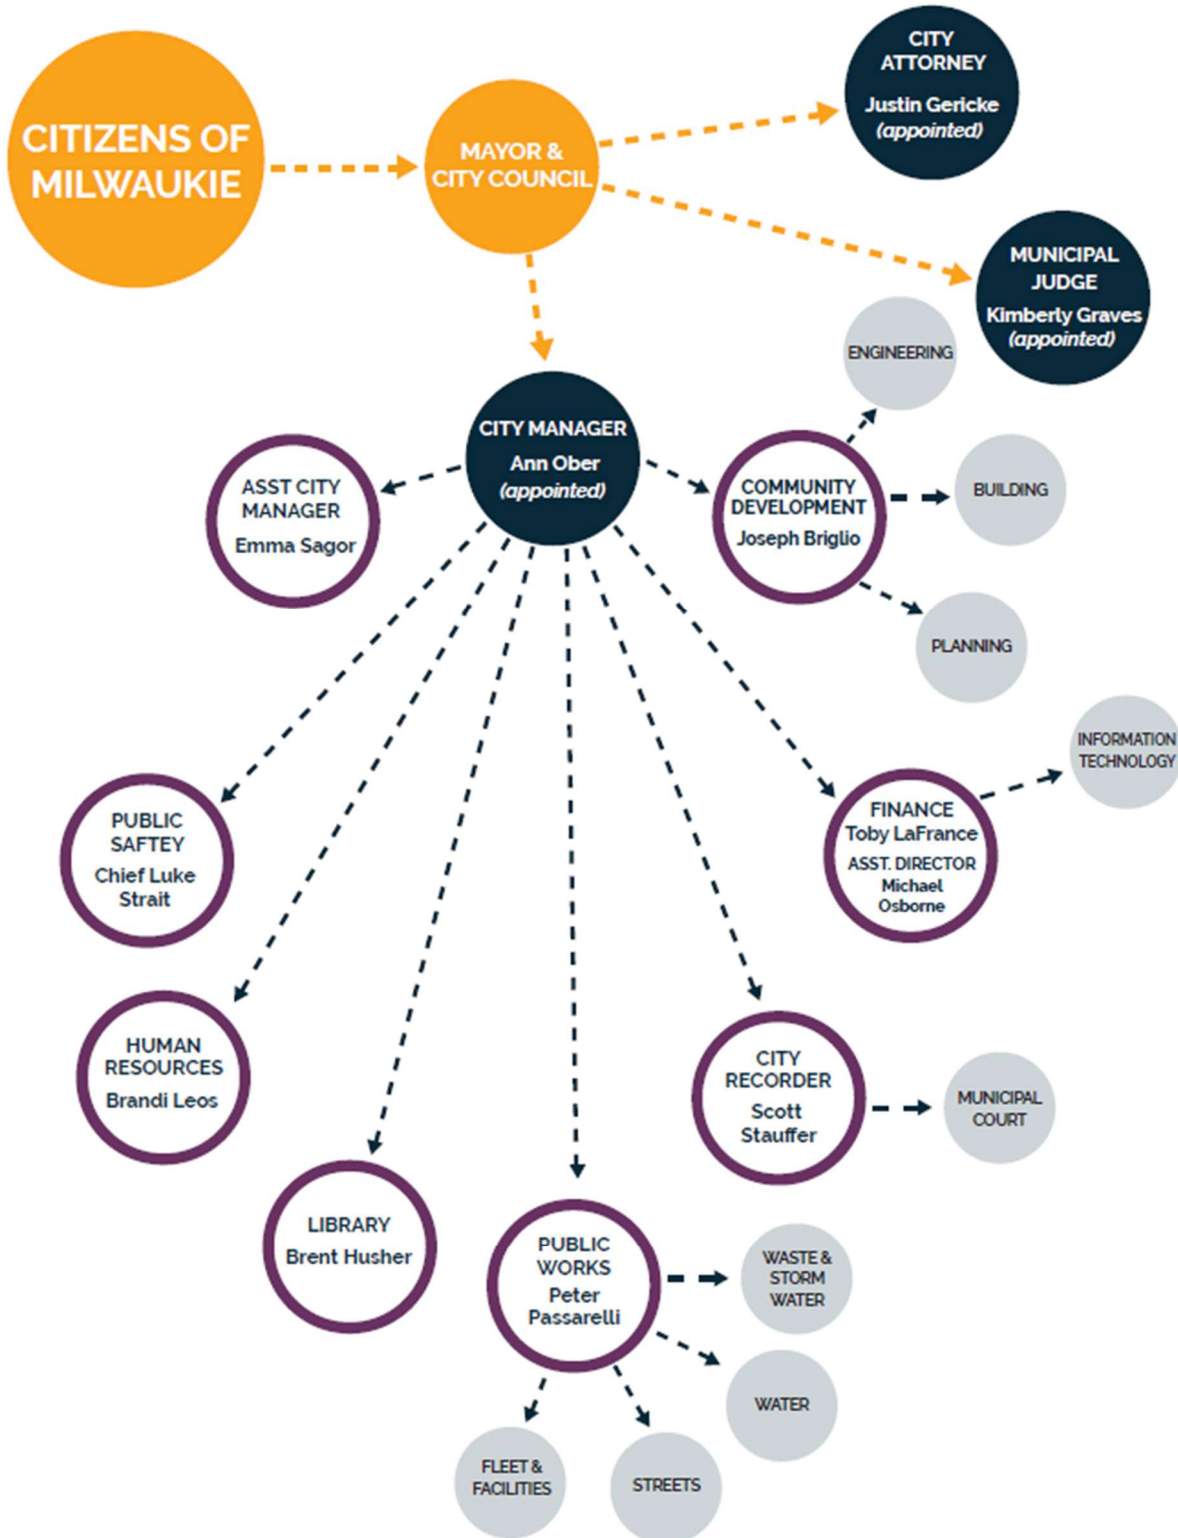 CITIZENS OF
MILWAUKIE
MAYOR &
CITY COUNCIL
CITY
ATTORNEY
Justin Gericke
(appointed)
MUNICIPAL
JUDGE
Kimberly Graves
(appointed)
CITY MANAGER
Ann Ober
(appointed)
ASST CITY
MANAGER
Emma Sagor
COMMUNITY
DEVELOPMENT
Joseph Briglio
ENGINEERING
BUILDING
PLANNING
INFORMATION
TECHNOLOGY
FINANCE
Toby LaFrance
ASST. DIRECTOR
Michael
Osborne
PUBLIC
SAFTEY
Chief Luke
Strait
HUMAN
RESOURCES
Brandi Leos
CITY
RECORDER
Scott
Stauffer
MUNICIPAL
COURT
LIBRARY
Brent Husher
PUBLIC
WORKS
Peter
Passarelli
WASTE &
STORM
WATER
WATER
STREETS
FLEET &
FACILITIES